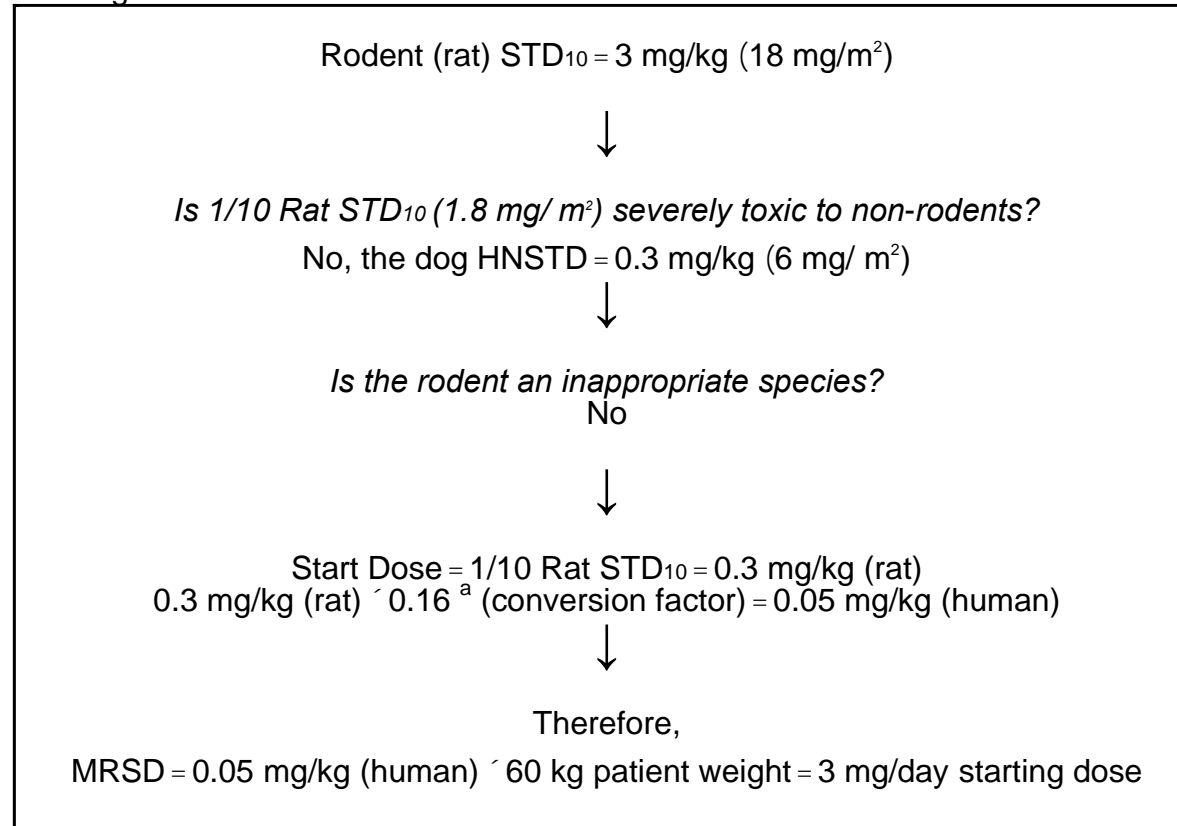 Rodent (rat) STD10 = 3 mg/kg (18 mg/m²)
↓
Is 1/10 Rat STD10 (1.8 mg/ m²) severely toxic to non-rodents?
No, the dog HNSTD = 0.3 mg/kg (6 mg/ m²)
↓
Is the rodent an inappropriate species?
No
↓
Start Dose = 1/10 Rat STD10 = 0.3 mg/kg (rat)
0.3 mg/kg (rat) ´ 0.16 a (conversion factor) = 0.05 mg/kg (human)
↓
Therefore,
MRSD = 0.05 mg/kg (human) ´ 60 kg patient weight = 3 mg/day starting dose